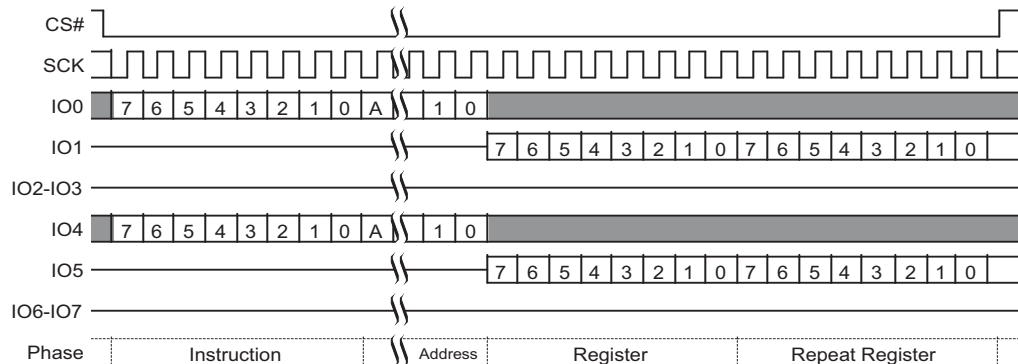 CS#
SCK
IO0 7 6 5 4 3 2 1 0 A 1 0
IO1 7 6 5 4 3 2 1 0 7 6 5 4 3 2 1 0
IO2-IO3
IO4 7 6 5 4 3 2 1 0 A 1 0
IO5 7 6 5 4 3 2 1 0 7 6 5 4 3 2 1 0
IO6-IO7
Phase Instruction Address Register Repeat Register